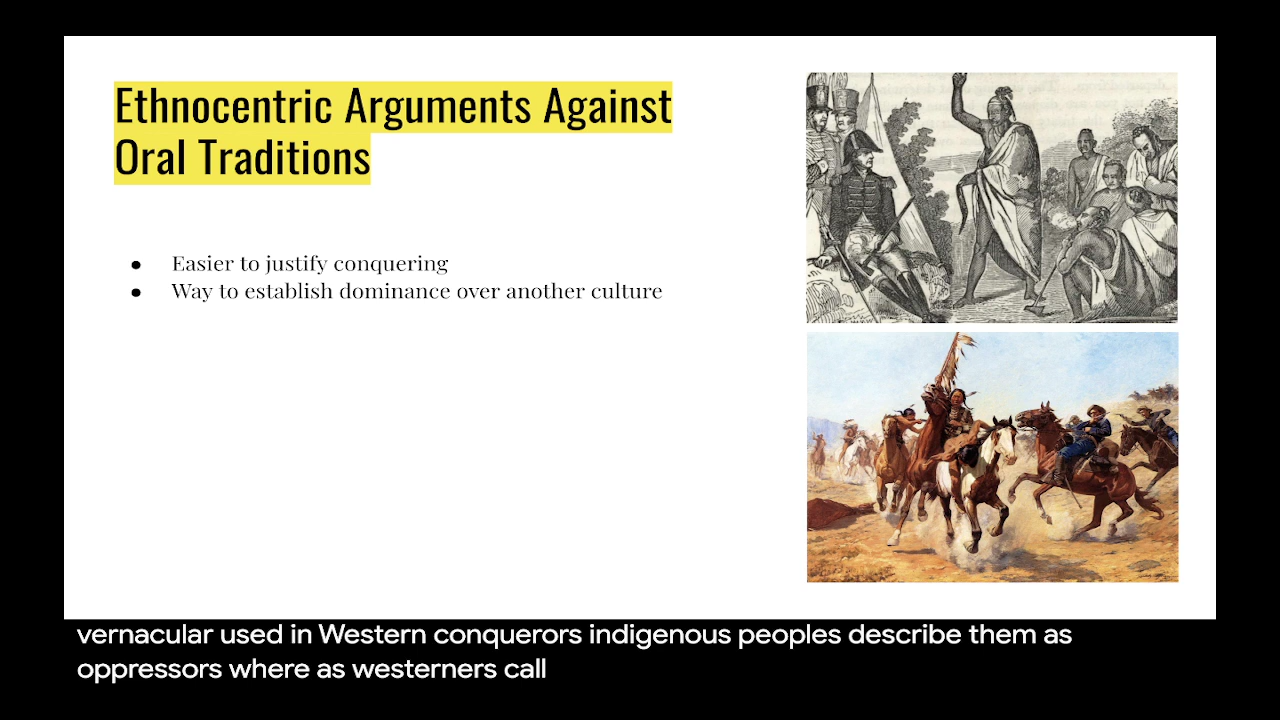 Ethnocentric Arguments Against
Oral Traditions
● Easier to justify conquering
● Way to establish dominance over another culture
vernacular used in Western conquerors indigenous peoples describe them as
oppressors where as westerners call